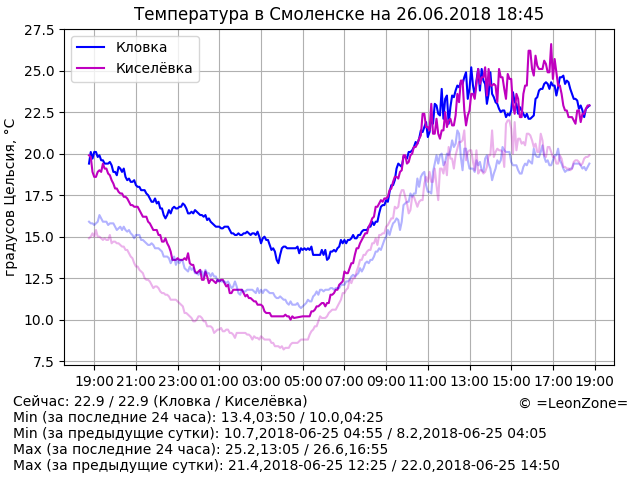 Температура в Смоленске на 26.06.2018 18:45
27.5
25.0
22.5
20.0
17.5
15.0
12.5
10.0
7.5
градусов Цельсия, °C
Кловка
Киселёвка
19:00 21:00 23:00 01:00 03:00 05:00 07:00 09:00 11:00 13:00 15:00 17:00 19:00
Сейчас: 22.9 / 22.9 (Кловка / Киселёвка)
© =LeonZone=
Min (за последние 24 часа): 13.4,03:50 / 10.0,04:25
Min (за предыдущие сутки): 10.7,2018-06-25 04:55 / 8.2,2018-06-25 04:05
Max (за последние 24 часа): 25.2,13:05 / 26.6,16:55
Max (за предыдущие сутки): 21.4,2018-06-25 12:25 / 22.0,2018-06-25 14:50